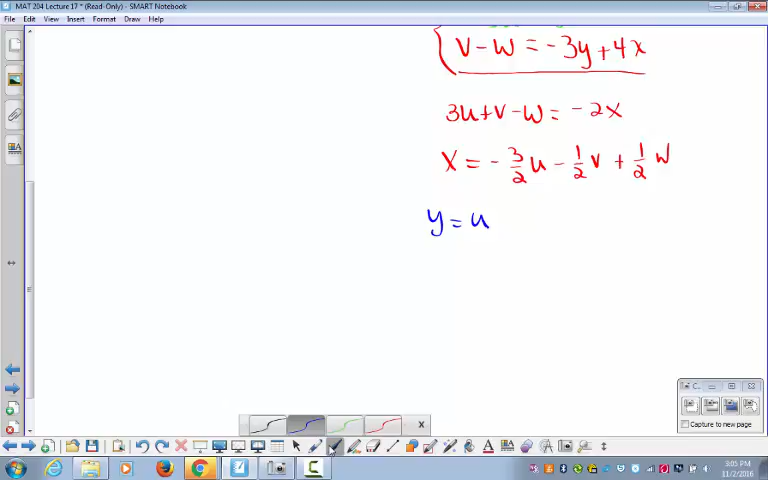 MAT 204 Lecture 17 * (Read-Only) - SMART Notebook
File Edit View Insert Format Draw Help
v-w = -3y+4x
3u+v-w = -2x
x = - 3/2 u - 1/2 v + 1/2 w
y = u
Capture to new page
3:05 PM
11/2/2016